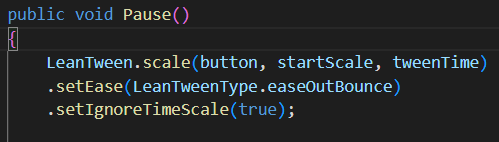 public void Pause()
{
LeanTween.scale(button, startScale, tweenTime)
.setEase(LeanTweenType.easeOutBounce)
.setIgnoreTimeScale(true);